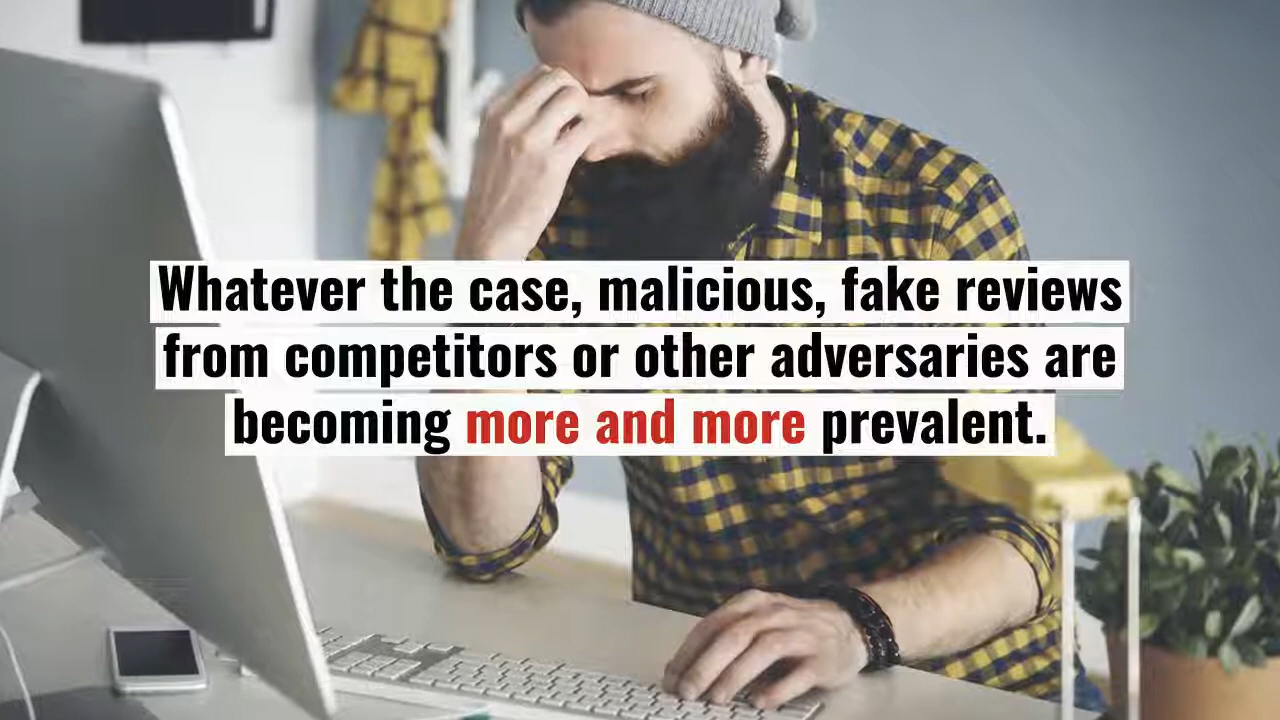 Whatever the case, malicious, fake reviews
from competitors or other adversaries are
becoming more and more prevalent.